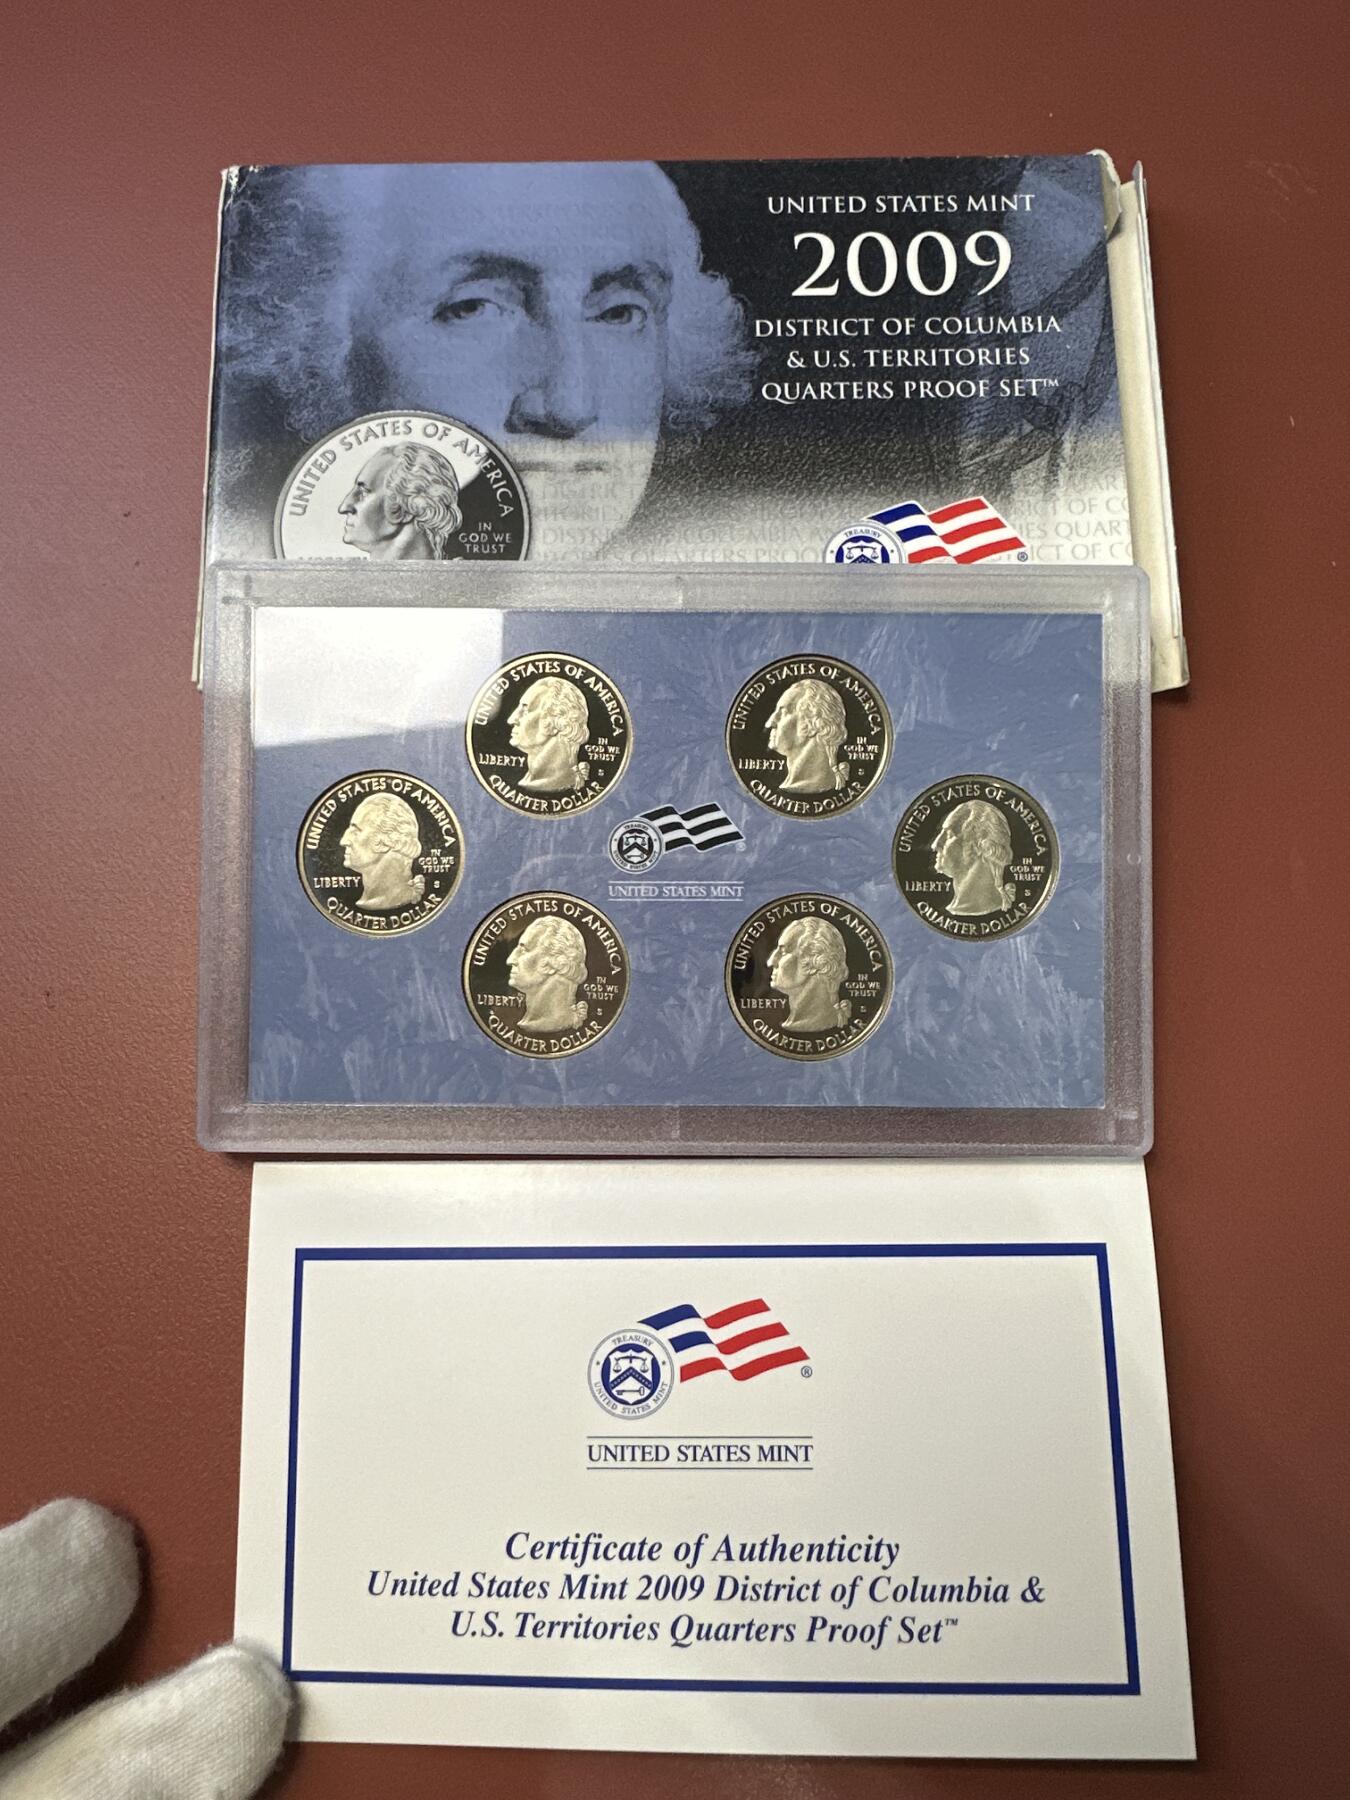 UNITED STATES MINT
2009
DISTRICT OF COLUMBIA
& U.S. TERRITORIES
QUARTERS PROOF SET™
UNITED STATES OF AMERICA
IN
GOD WE
TRUST
TREASURY
®
UNITED STATES OF AMERICA
LIBERTY
IN
GOD WE
TRUST
S
QUARTER DOLLAR
UNITED STATES OF AMERICA
LIBERTY
IN
GOD WE
TRUST
S
QUARTER DOLLAR
UNITED STATES OF AMERICA
LIBERTY
IN
GOD WE
TRUST
S
QUARTER DOLLAR
UNITED STATES OF AMERICA
LIBERTY
IN
GOD WE
TRUST
S
QUARTER DOLLAR
UNITED STATES MINT
UNITED STATES OF AMERICA
LIBERTY
IN
GOD WE
TRUST
S
QUARTER DOLLAR
UNITED STATES OF AMERICA
LIBERTY
IN
GOD WE
TRUST
S
QUARTER DOLLAR
TREASURY
UNITED STATES MINT
®
UNITED STATES MINT
Certificate of Authenticity
United States Mint 2009 District of Columbia &
U.S. Territories Quarters Proof Set™